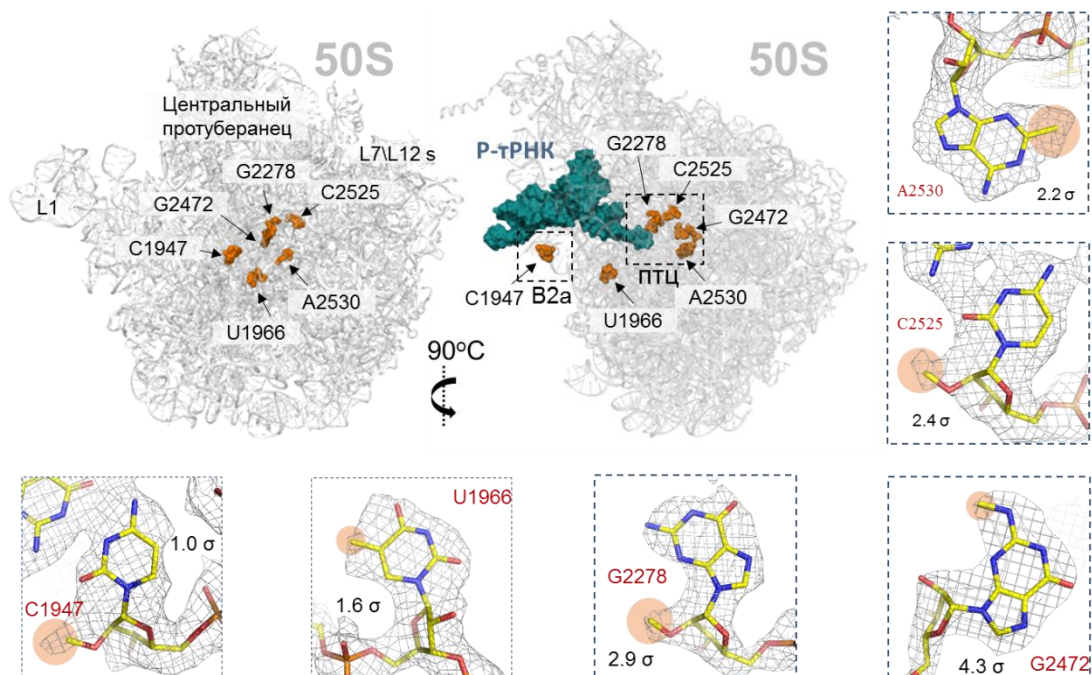 50S
50S
Центральный
протуберанец
L7\L12 s
G2278
C2525
G2472
L1
C1947
A2530
U1966
Р-тРНК
G2278
C2525
G2472
ПТЦ
A2530
C1947
B2a
U1966
90°C
A2530
2.2 σ
C2525
2.4 σ
C1947
1.0 σ
U1966
1.6 σ
G2278
2.9 σ
4.3 σ
G2472